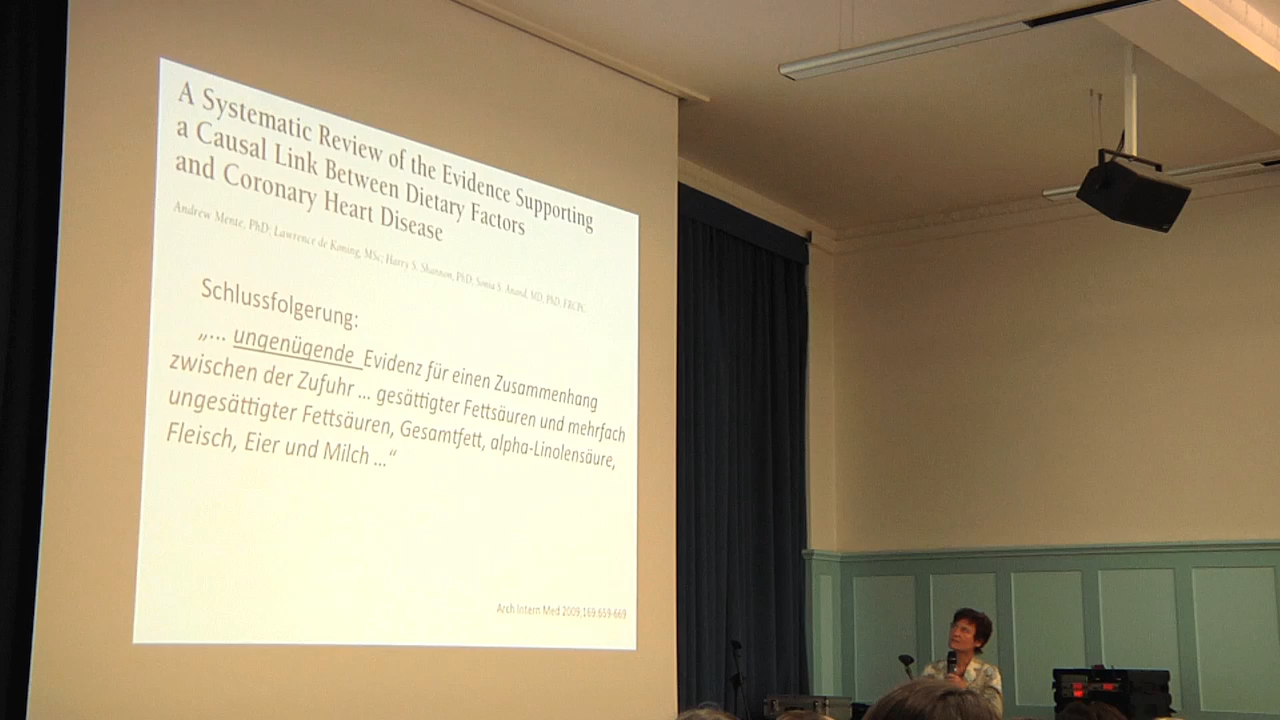 A Systematic Review of the Evidence Supporting
a Causal Link Between Dietary Factors
and Coronary Heart Disease
Andrew Mente, PhD; Lawrence de Koning, MSc; Harry S. Shannon, PhD; Sonia S. Anand, MD, PhD, FRCPC
Schlussfolgerung:
„... ungenügende Evidenz für einen Zusammenhang
zwischen der Zufuhr ... gesättigter Fettsäuren und mehrfach
ungesättigter Fettsäuren, Gesamtfett, alpha-Linolensäure,
Fleisch, Eier und Milch ...“
Arch Intern Med 2009;169:659-669